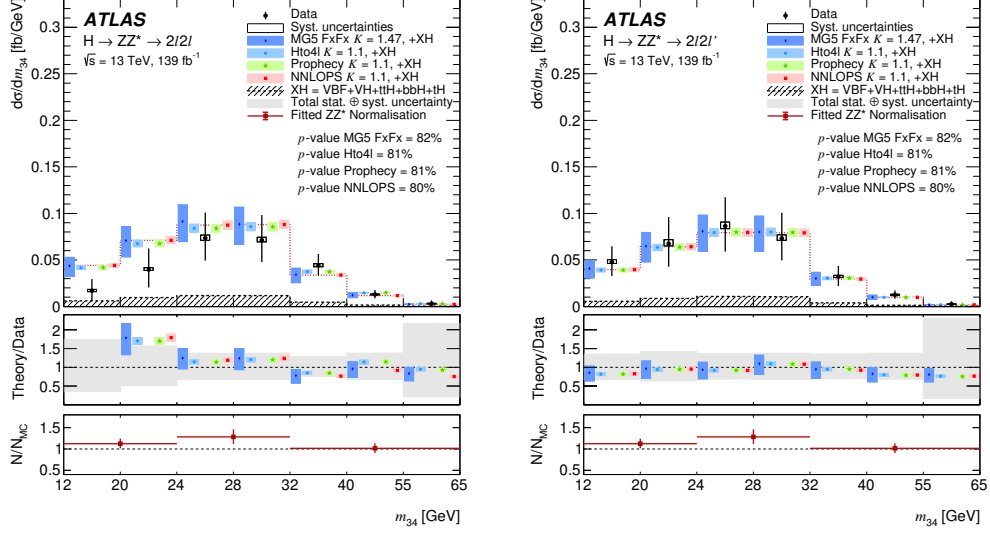 ATLAS
H → ZZ* → 2l2l
√s = 13 TeV, 139 fb⁻¹
Data
Syst. uncertainties
MG5 FxFx K = 1.47, +XH
Hto4l K = 1.1, +XH
Prophecy K = 1.1, +XH
NNLOPS K = 1.1, +XH
XH = VBF+VH+ttH+bbH+tH
Total stat. ⊕ syst. uncertainty
Fitted ZZ* Normalisation
p-value MG5 FxFx = 82%
p-value Hto4l = 81%
p-value Prophecy = 81%
p-value NNLOPS = 80%
dσ/dm₃₄ [fb/GeV]
0.3
0.25
0.2
0.15
0.1
0.05
0
Theory/Data
2
1.5
1
0.5
N/N_MC
1.5
1
0.5
12 20 24 28 32 40 55 65
m₃₄ [GeV]
ATLAS
H → ZZ* → 2l2l'
√s = 13 TeV, 139 fb⁻¹
Data
Syst. uncertainties
MG5 FxFx K = 1.47, +XH
Hto4l K = 1.1, +XH
Prophecy K = 1.1, +XH
NNLOPS K = 1.1, +XH
XH = VBF+VH+ttH+bbH+tH
Total stat. ⊕ syst. uncertainty
Fitted ZZ* Normalisation
p-value MG5 FxFx = 82%
p-value Hto4l = 81%
p-value Prophecy = 81%
p-value NNLOPS = 80%
dσ/dm₃₄ [fb/GeV]
0.3
0.25
0.2
0.15
0.1
0.05
0
Theory/Data
2
1.5
1
0.5
N/N_MC
1.5
1
0.5
12 20 24 28 32 40 55 65
m₃₄ [GeV]